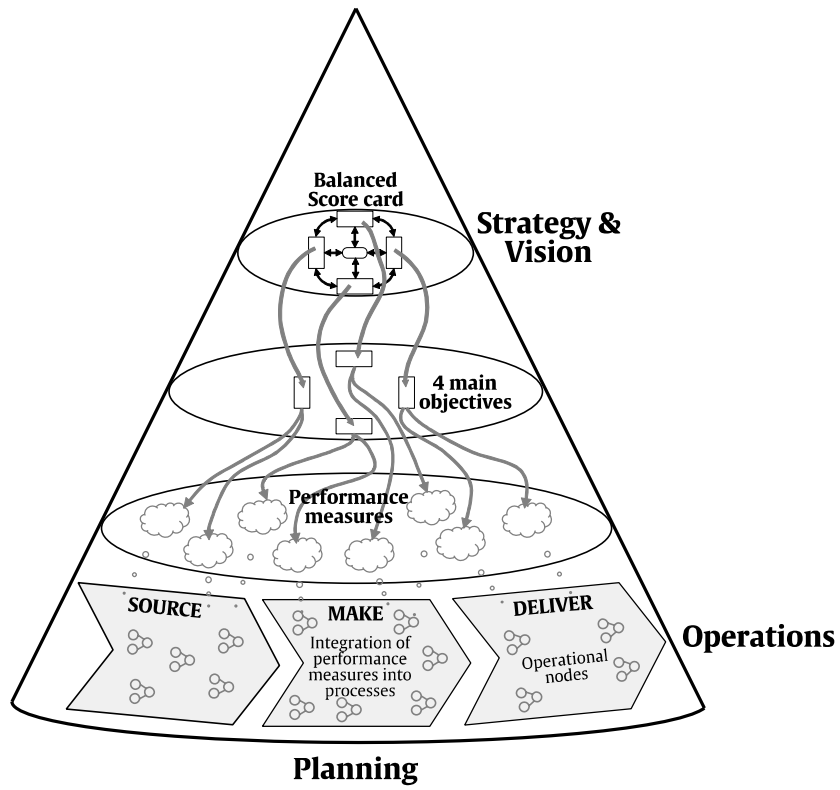 Balanced
Score card
Strategy &
Vision
4 main
objectives
Performance
measures
SOURCE
MAKE
DELIVER
Integration of
performance
measures into
processes
Operational
nodes
Operations
Planning